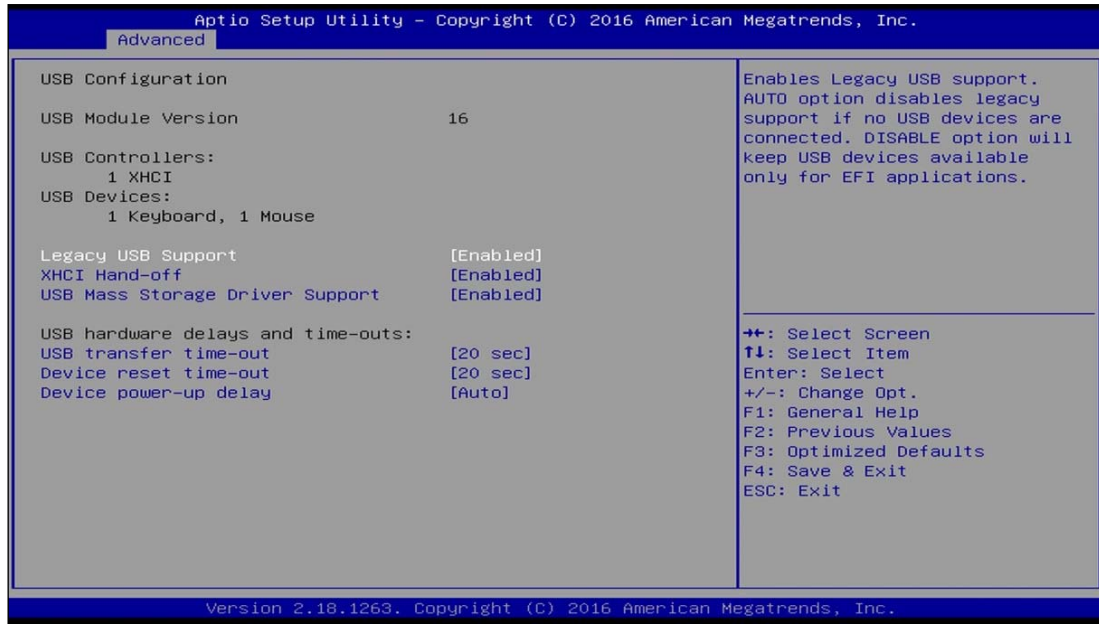 Aptio Setup Utility – Copyright (C) 2016 American Megatrends, Inc.
Advanced
USB Configuration
USB Module Version 16
USB Controllers:
1 XHCI
USB Devices:
1 Keyboard, 1 Mouse
Legacy USB Support [Enabled]
XHCI Hand-off [Enabled]
USB Mass Storage Driver Support [Enabled]
USB hardware delays and time-outs:
USB transfer time-out [20 sec]
Device reset time-out [20 sec]
Device power-up delay [Auto]
Enables Legacy USB support.
AUTO option disables legacy
support if no USB devices are
connected. DISABLE option will
keep USB devices available
only for EFI applications.
→←: Select Screen
↑↓: Select Item
Enter: Select
+/-: Change Opt.
F1: General Help
F2: Previous Values
F3: Optimized Defaults
F4: Save & Exit
ESC: Exit
Version 2.18.1263. Copyright (C) 2016 American Megatrends, Inc.